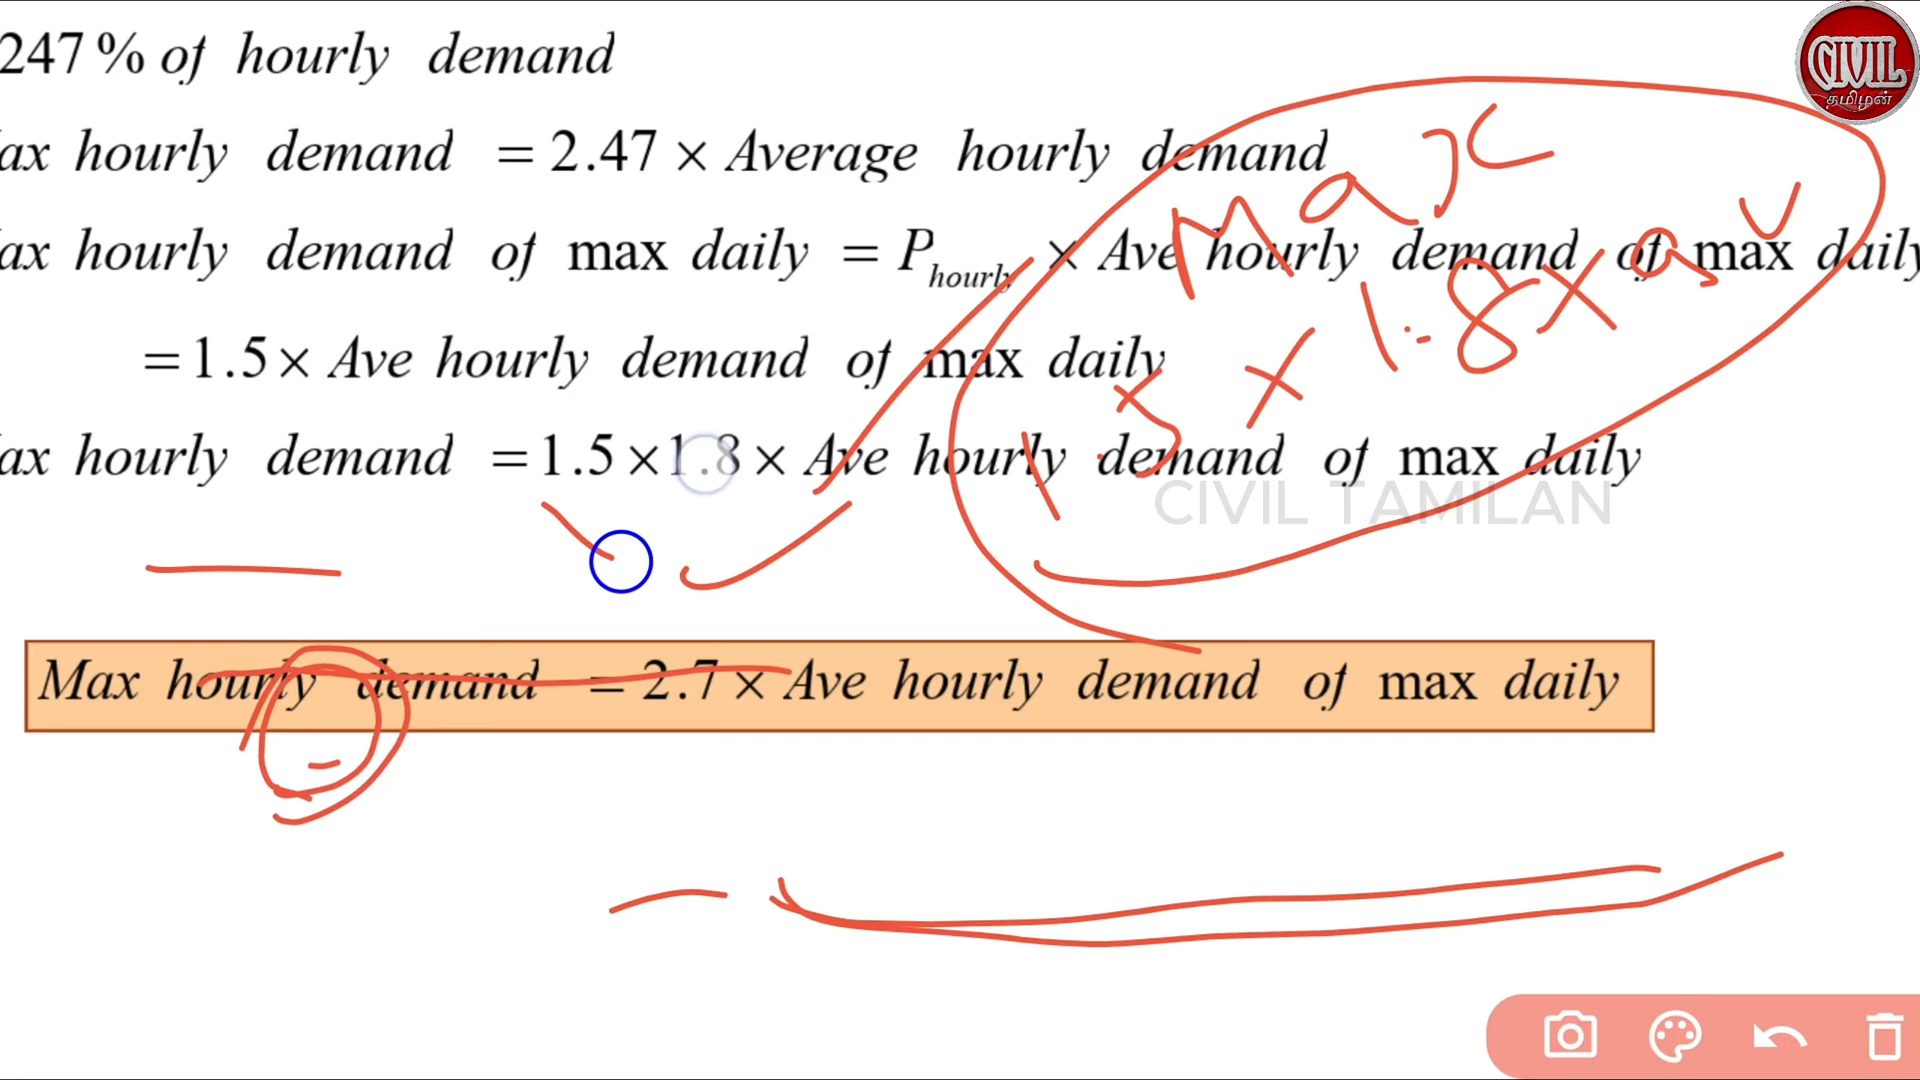 247 % of hourly demand
CIVIL
தமிழன்
ax hourly demand = 2.47 × Average hourly demand
Max
ax hourly demand of max daily = P hourly × Ave hourly demand of max daily
1.5 × 1.8 × av
= 1.5 × Ave hourly demand of max daily
ax hourly demand = 1.5 × 1.8 × Ave hourly demand of max daily
CIVIL TAMILAN
Max hourly demand = 2.7 × Ave hourly demand of max daily